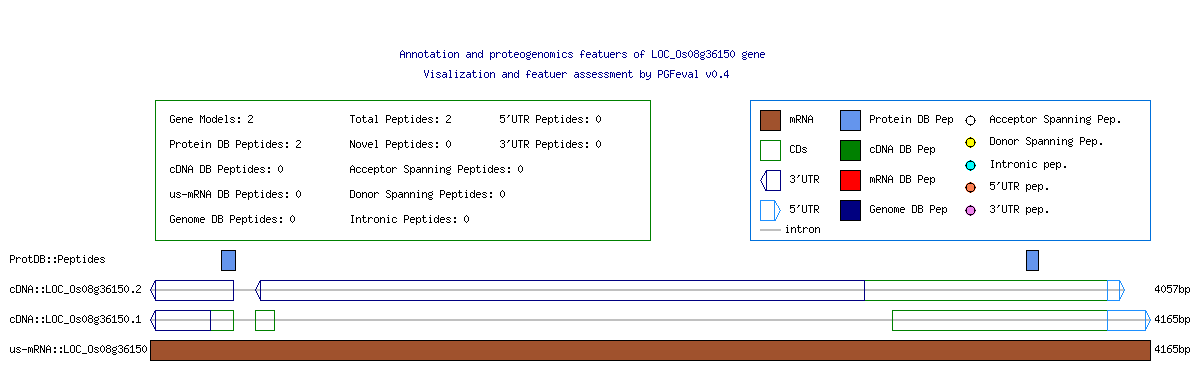 Annotation and proteogenomics featuers of LOC_Os08g36150 gene
Visalization and featuer assessment by PGFeval v0.4
Gene Models: 2 Total Peptides: 2 5'UTR Peptides: 0
Protein DB Peptides: 2 Novel Peptides: 0 3'UTR Peptides: 0
cDNA DB Peptides: 0 Acceptor Spanning Peptides: 0
us-mRNA DB Peptides: 0 Donor Spanning Peptides: 0
Genome DB Peptides: 0 Intronic Peptides: 0
mRNA Protein DB Pep Acceptor Spanning Pep.
CDs cDNA DB Pep Donor Spanning Pep.
3'UTR mRNA DB Pep Intronic pep.
5'UTR Genome DB Pep 5'UTR pep.
intron 3'UTR pep.
ProtDB::Peptides
cDNA::LOC_Os08g36150.2 4057bp
cDNA::LOC_Os08g36150.1 4165bp
us-mRNA::LOC_Os08g36150 4165bp